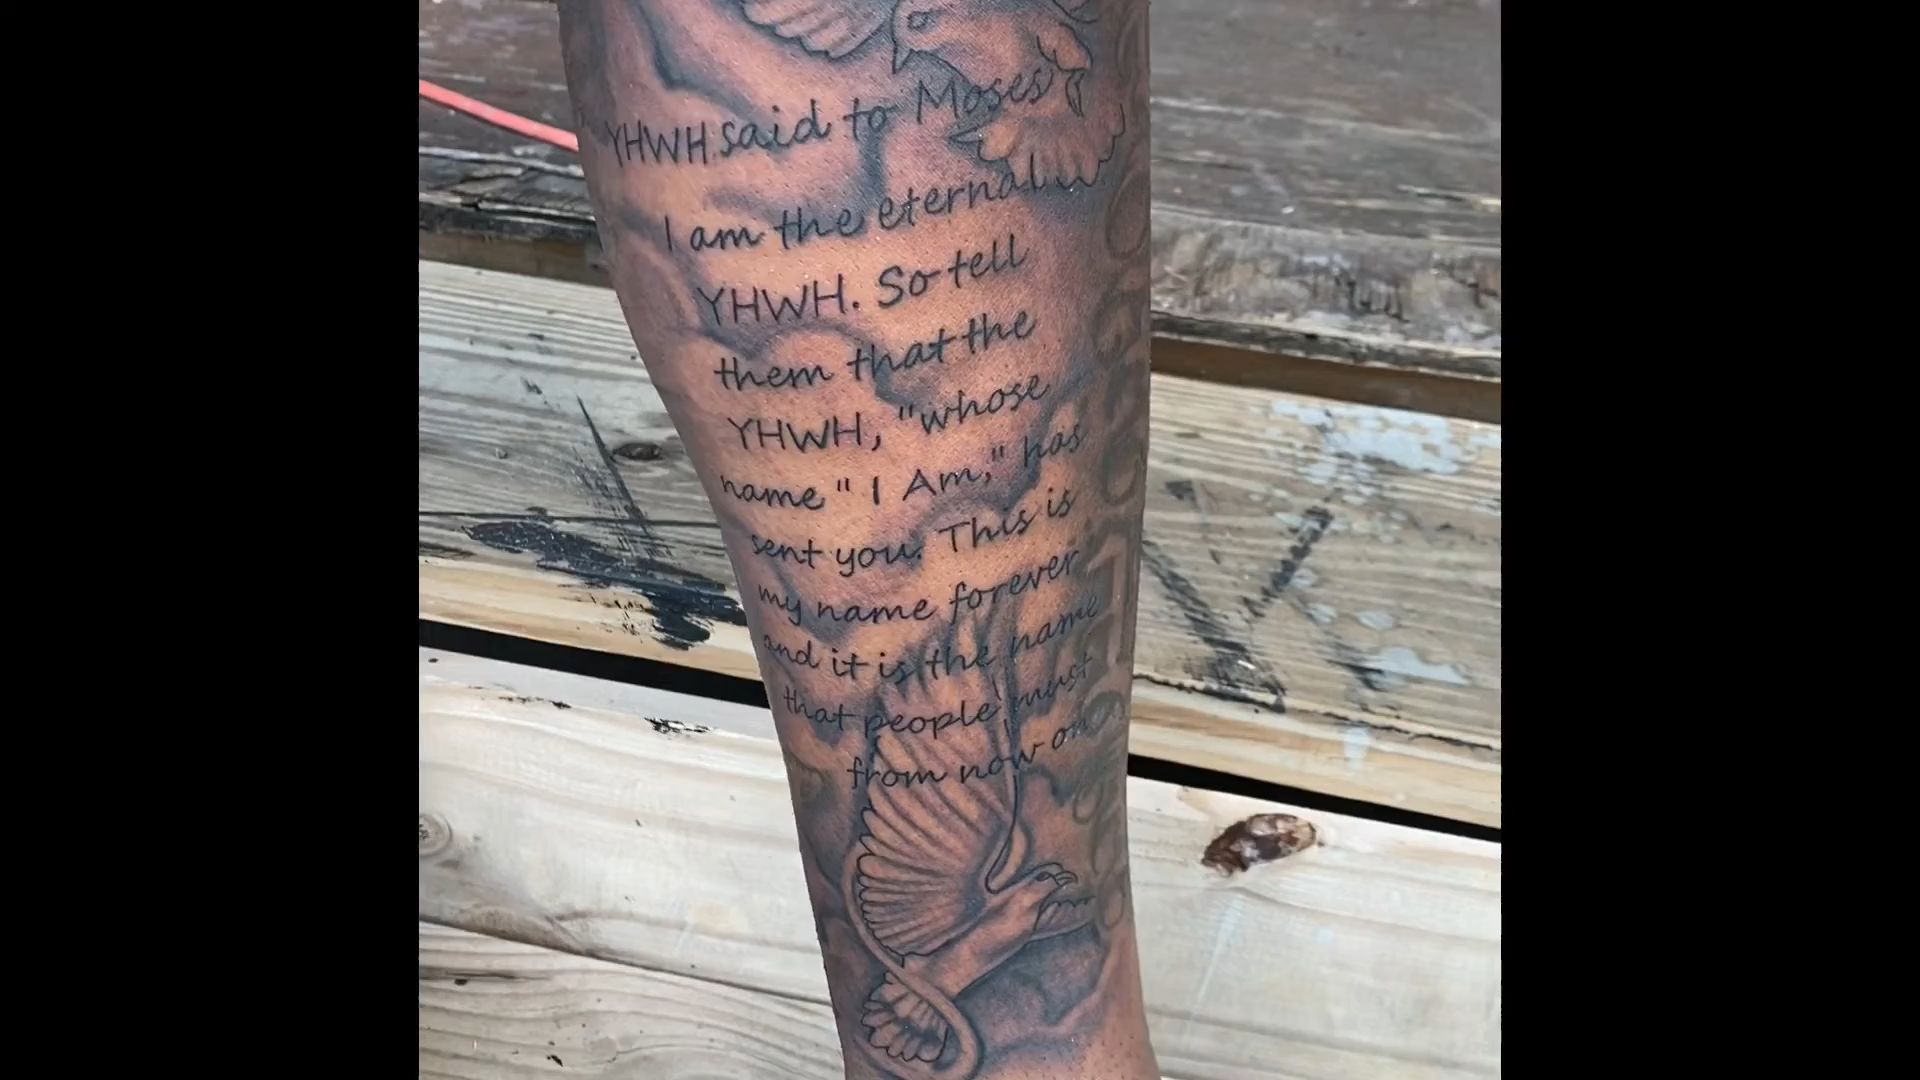 YHWH said to Moses
I am the eternal
YHWH. So tell
them that the
YHWH, "whose
name " I Am," has
sent you. This is
my name forever
and it is the name
that people must
from now on